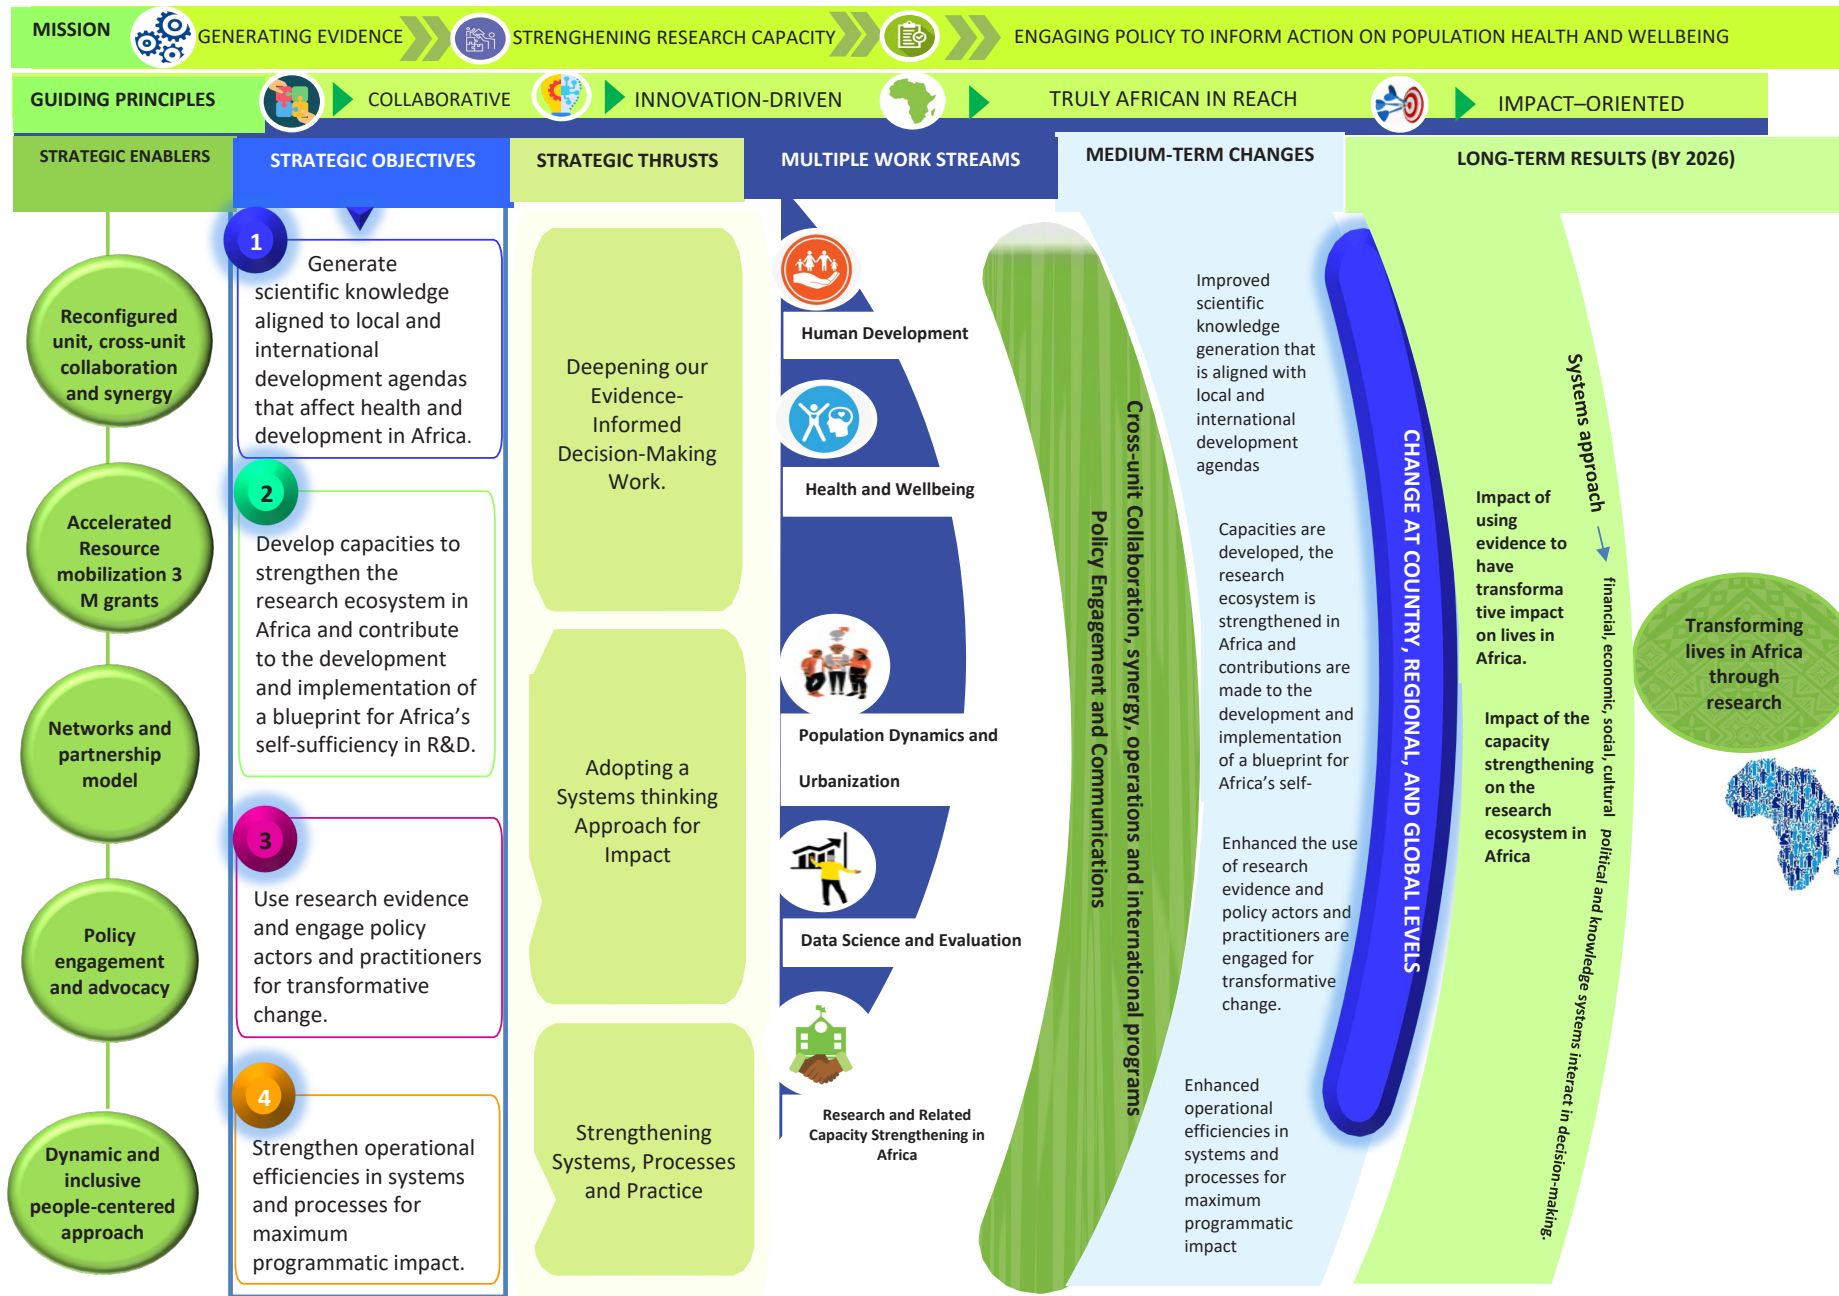 MISSION
GENERATING EVIDENCE
STRENGHENING RESEARCH CAPACITY
ENGAGING POLICY TO INFORM ACTION ON POPULATION HEALTH AND WELLBEING
GUIDING PRINCIPLES
COLLABORATIVE
INNOVATION-DRIVEN
TRULY AFRICAN IN REACH
IMPACT–ORIENTED
STRATEGIC ENABLERS
STRATEGIC OBJECTIVES
STRATEGIC THRUSTS
MULTIPLE WORK STREAMS
MEDIUM-TERM CHANGES
LONG-TERM RESULTS (BY 2026)
Reconfigured
unit, cross-unit
collaboration
and synergy
Accelerated
Resource
mobilization 3
M grants
Networks and
partnership
model
Policy
engagement
and advocacy
Dynamic and
inclusive
people-centered
approach
1
Generate
scientific knowledge
aligned to local and
international
development agendas
that affect health and
development in Africa.
2
Develop capacities to
strengthen the
research ecosystem in
Africa and contribute
to the development
and implementation of
a blueprint for Africa’s
self-sufficiency in R&D.
3
Use research evidence
and engage policy
actors and practitioners
for transformative
change.
4
Strengthen operational
efficiencies in systems
and processes for
maximum
programmatic impact.
Deepening our
Evidence-
Informed
Decision-Making
Work.
Adopting a
Systems thinking
Approach for
Impact
Strengthening
Systems, Processes
and Practice
Human Development
Health and Wellbeing
Population Dynamics and
Urbanization
Data Science and Evaluation
Research and Related
Capacity Strengthening in
Africa
Cross-unit Collaboration, synergy, operations and international programs
Policy Engagement and Communications
Improved
scientific
knowledge
generation that
is aligned with
local and
international
development
agendas
Capacities are
developed, the
research
ecosystem is
strengthened in
Africa and
contributions are
made to the
development and
implementation
of a blueprint for
Africa’s self-
Enhanced the use
of research
evidence and
policy actors and
practitioners are
engaged for
transformative
change.
Enhanced
operational
efficiencies in
systems and
processes for
maximum
programmatic
impact
CHANGE AT COUNTRY, REGIONAL, AND GLOBAL LEVELS
Impact of
using
evidence to
have
transforma
tive impact
on lives in
Africa.
Impact of the
capacity
strengthening
on the
research
ecosystem in
Africa
Systems approach
financial, economic, social, cultural political and knowledge systems interact in decision-making.
Transforming
lives in Africa
through
research